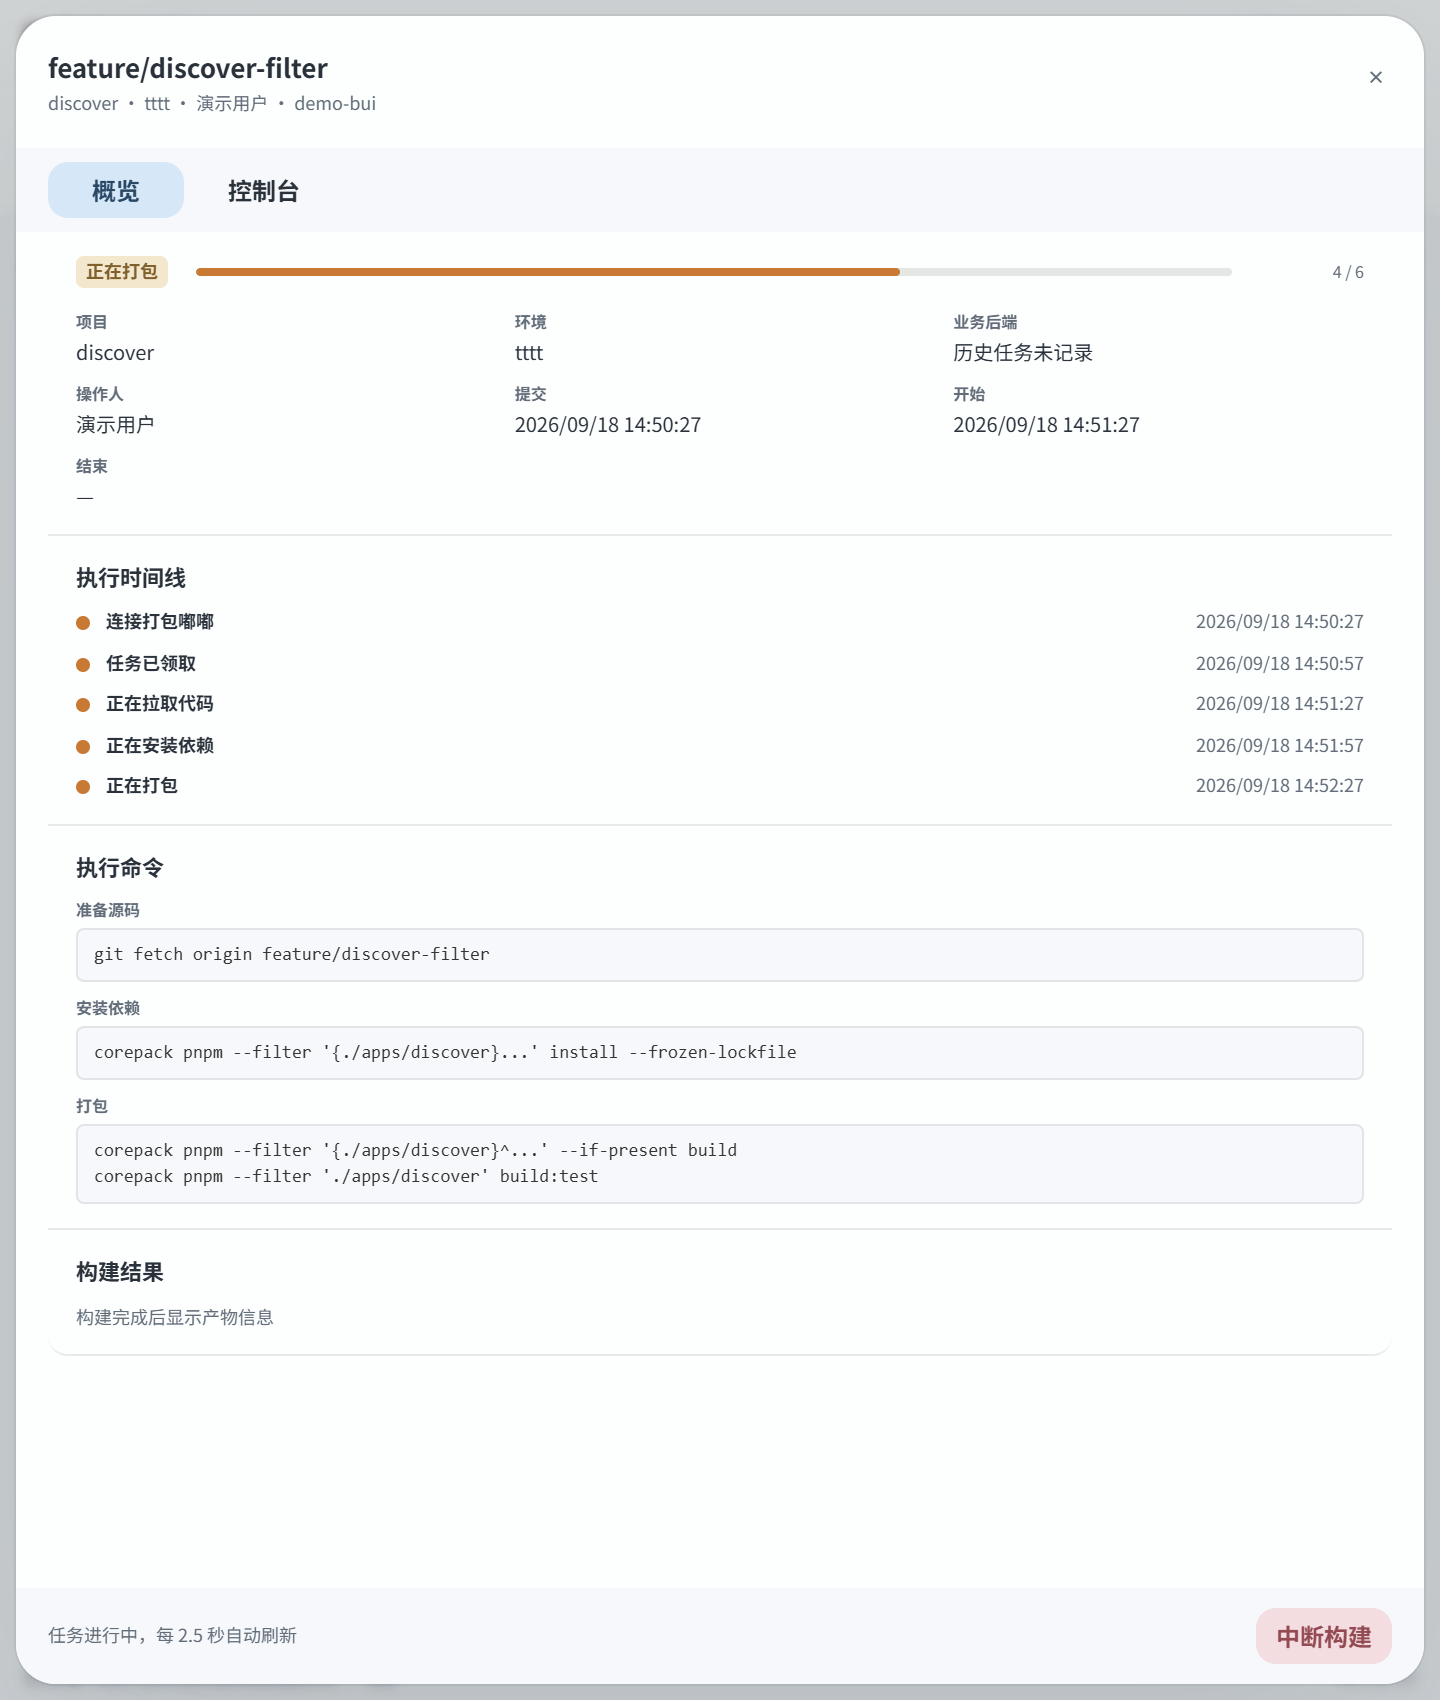 feature/discover-filter
×
discover • tttt • 演示用户 • demo-bui
概览 控制台
正在打包 4 / 6
项目 环境 业务后端
discover tttt 历史任务未记录
操作人 提交 开始
演示用户 2026/09/18 14:50:27 2026/09/18 14:51:27
结束
—
执行时间线
连接打包嘟嘟 2026/09/18 14:50:27
任务已领取 2026/09/18 14:50:57
正在拉取代码 2026/09/18 14:51:27
正在安装依赖 2026/09/18 14:51:57
正在打包 2026/09/18 14:52:27
执行命令
准备源码
git fetch origin feature/discover-filter
安装依赖
corepack pnpm --filter '{./apps/discover}...' install --frozen-lockfile
打包
corepack pnpm --filter '{./apps/discover}^...' --if-present build
corepack pnpm --filter './apps/discover' build:test
构建结果
构建完成后显示产物信息
任务进行中，每 2.5 秒自动刷新 中断构建